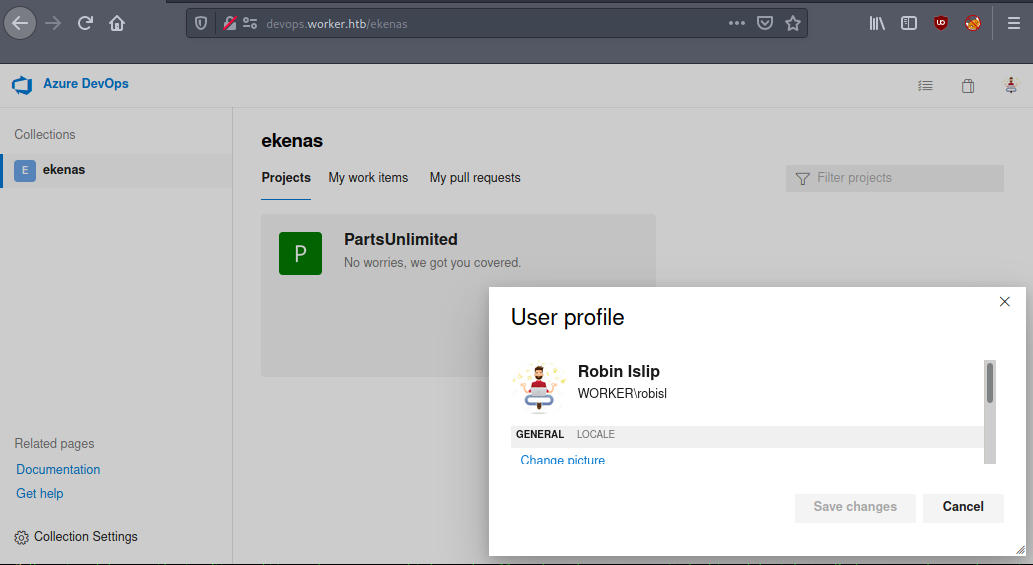 devops.worker.htb/ekenas
Azure DevOps
Collections
E ekenas
ekenas
Projects My work items My pull requests
Filter projects
P
PartsUnlimited
No worries, we got you covered.
User profile
Robin Islip
WORKER\robisl
GENERAL LOCALE
Change picture
Save changes Cancel
Related pages
Documentation
Get help
Collection Settings